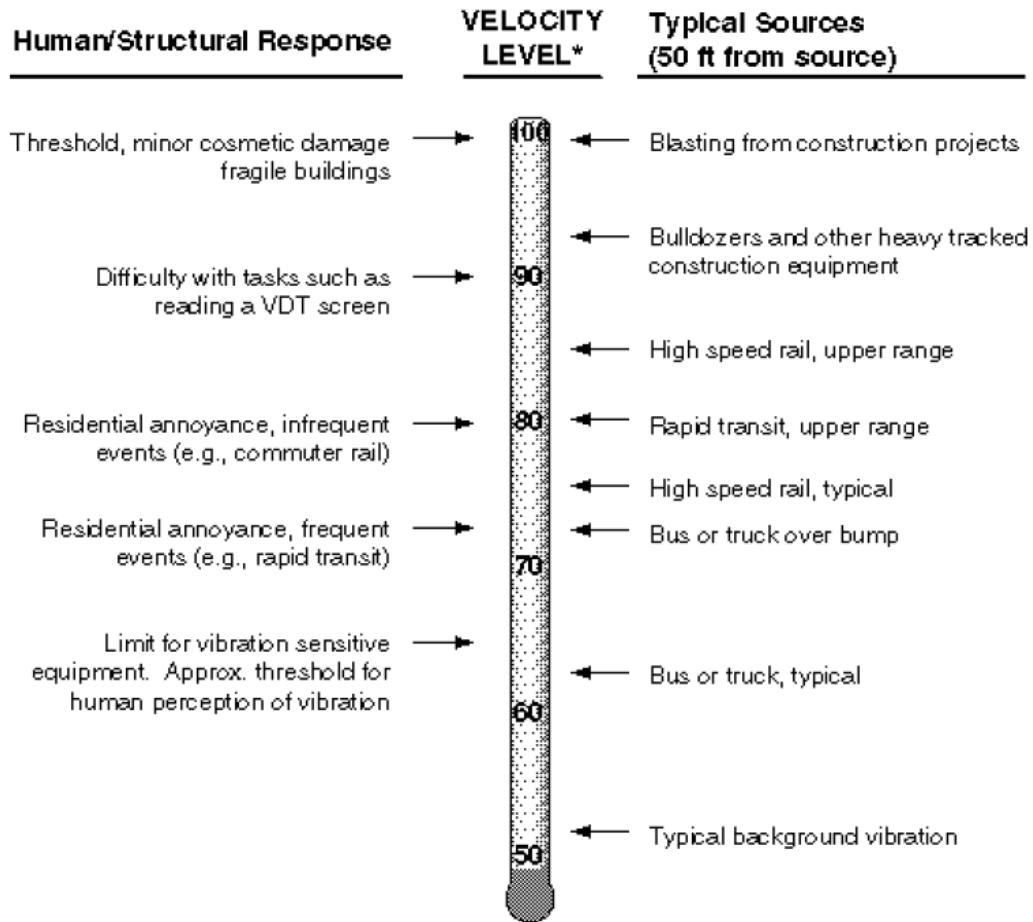 Human/Structural Response
VELOCITY
LEVEL*
Typical Sources
(50 ft from source)
Threshold, minor cosmetic damage
fragile buildings
100
Blasting from construction projects
Bulldozers and other heavy tracked
construction equipment
Difficulty with tasks such as
reading a VDT screen
90
High speed rail, upper range
Residential annoyance, infrequent
events (e.g., commuter rail)
80
Rapid transit, upper range
High speed rail, typical
Residential annoyance, frequent
events (e.g., rapid transit)
Bus or truck over bump
70
Limit for vibration sensitive
equipment. Approx. threshold for
human perception of vibration
Bus or truck, typical
60
Typical background vibration
50